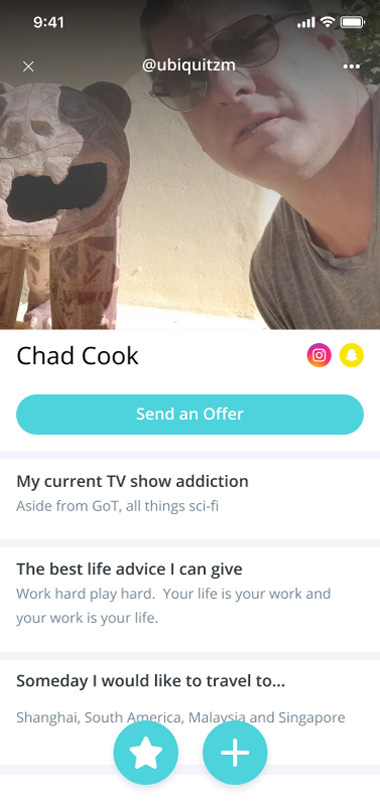 9:41
@ubiquitzm
Chad Cook
Send an Offer
My current TV show addiction
Aside from GoT, all things sci-fi
The best life advice I can give
Work hard play hard.  Your life is your work and
your work is your life.
Someday I would like to travel to...
Shanghai, South America, Malaysia and Singapore